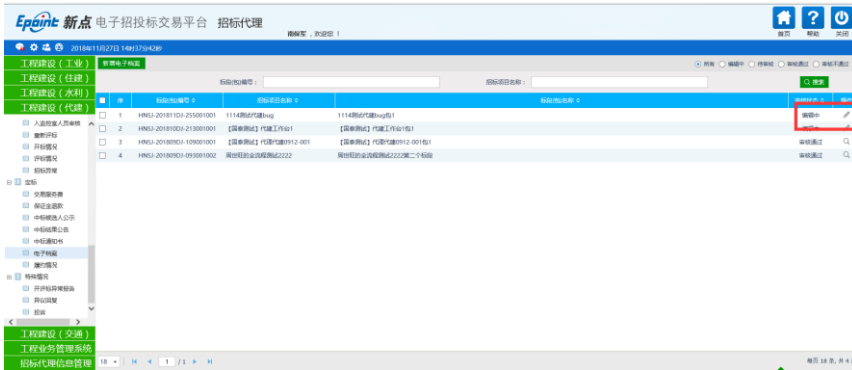 Epoint 新点 电子招投标交易平台 招标代理
南保军 ，欢迎您！
首页 帮助 关闭
2018年11月27日 14时37分42秒
工程建设（工业）
工程建设（住建）
工程建设（水利）
工程建设（代建）
入监控室人员审核
重新评标
开标情况
评标情况
招标异常
定标
交易服务费
保证金退款
中标候选人公示
中标结果公告
中标通知书
电子档案
履约情况
特殊情况
开评标异常报告
异议回复
投诉
工程建设（交通）
工程业务管理系统
招标代理信息管理
新增电子档案
所有 编辑中 待审核 审核通过 审核不通过
标段(包)编号： 招标项目名称： 搜索
序 标段(包)编号 招标项目名称 标段(包)名称 审核状态 操作
1 HNSJ-201811DJ-255001001 1114测试代建bug 1114测试代建bug包1 编辑中
2 HNSJ-201810DJ-213001001 【国泰测试】代建工作台1 【国泰测试】代建工作台1包1
3 HNSJ-201809DJ-109001001 【国泰测试】代理代建0912-001 【国泰测试】代理代建0912-001包1 审核通过
4 HNSJ-201809DJ-093001002 周世旺的全流程测试2222 周世旺的全流程测试2222第二个标段 审核通过
18 1 / 1
每页 18 条, 共 4